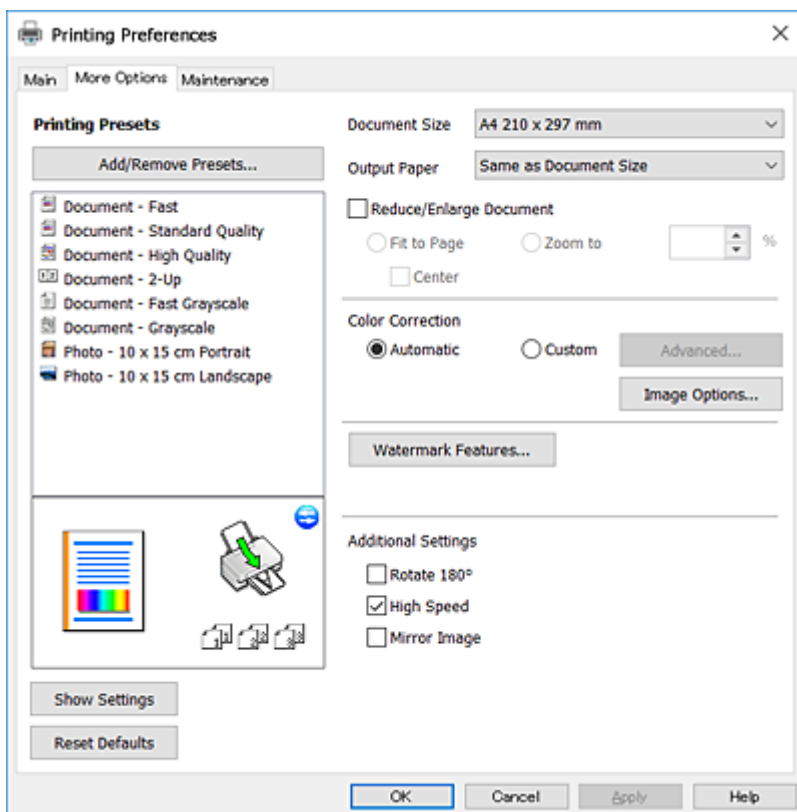 Printing Preferences
Main More Options Maintenance
Printing Presets
Add/Remove Presets...
Document - Fast
Document - Standard Quality
Document - High Quality
Document - 2-Up
Document - Fast Grayscale
Document - Grayscale
Photo - 10 x 15 cm Portrait
Photo - 10 x 15 cm Landscape
Show Settings
Reset Defaults
Document Size A4 210 x 297 mm
Output Paper Same as Document Size
Reduce/Enlarge Document
Fit to Page Zoom to %
Center
Color Correction
Automatic Custom Advanced...
Image Options...
Watermark Features...
Additional Settings
Rotate 180º
High Speed
Mirror Image
OK Cancel Apply Help